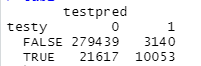 testpred
testy 0 1
FALSE 279439 3140
TRUE 21617 10053